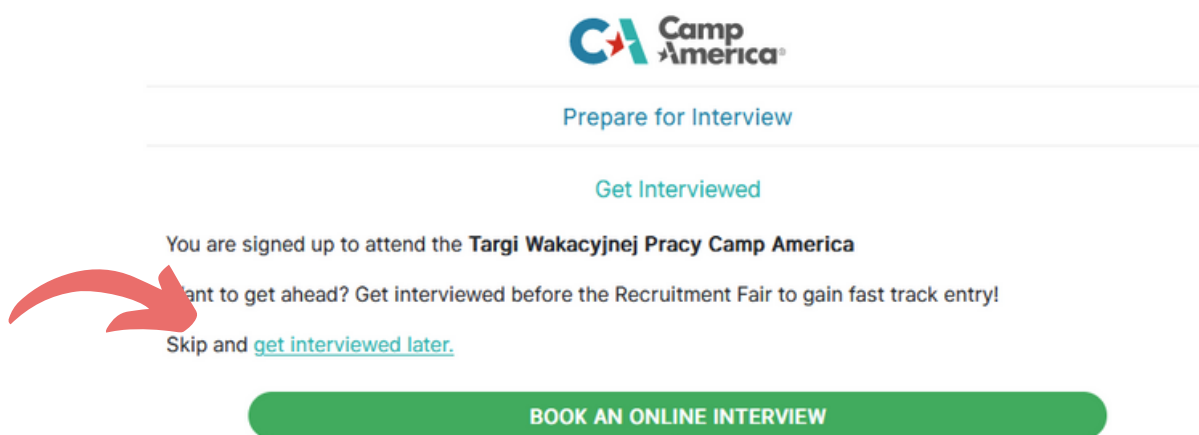 CA Camp
America®
Prepare for Interview
Get Interviewed
You are signed up to attend the Targi Wakacyjnej Pracy Camp America
ant to get ahead? Get interviewed before the Recruitment Fair to gain fast track entry!
Skip and get interviewed later.
BOOK AN ONLINE INTERVIEW